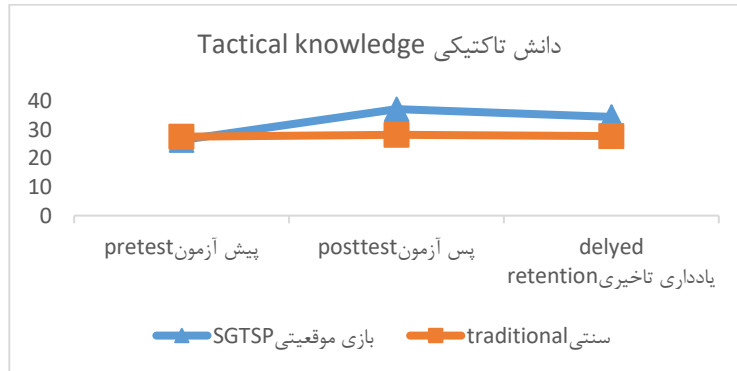 دانش تاکتیکی Tactical knowledge
40
30
20
10
0
پیش آزمونpretest
پس آزمونposttest
delyed
یادداری تاخیریretention
بازی موقعیتیSGTSP
سنتیtraditional